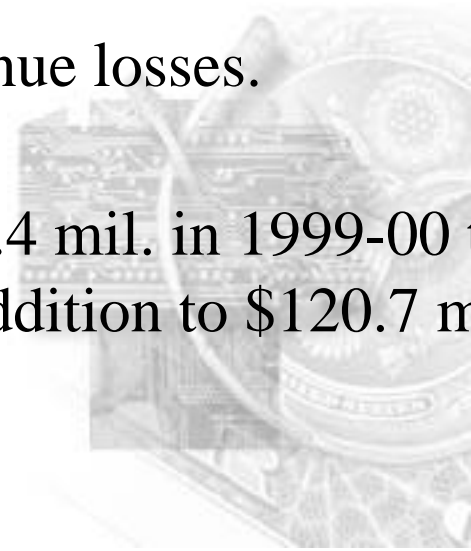 nue losses.
.4 mil. in 1999-00 t
ddition to $120.7 m